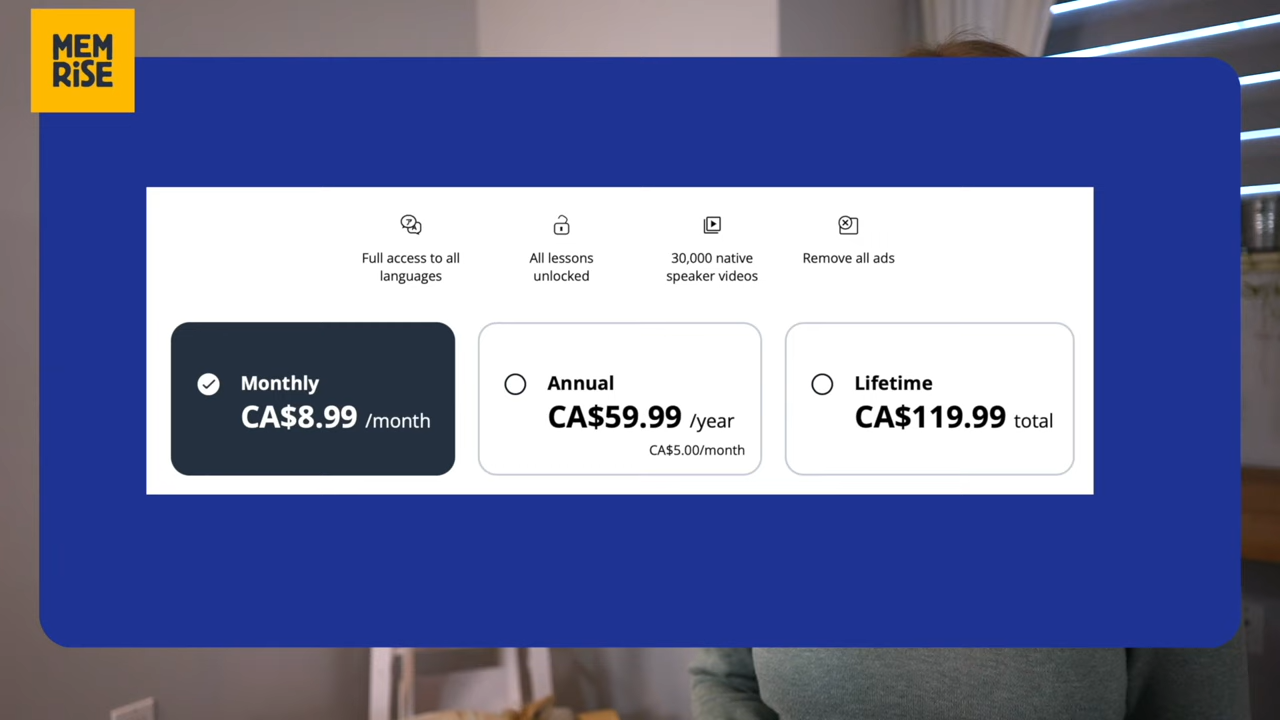 MEM
RiSE
Full access to all
languages
All lessons
unlocked
30,000 native
speaker videos
Remove all ads
Monthly
CA$8.99 /month
Annual
CA$59.99 /year
CA$5.00/month
Lifetime
CA$119.99 total